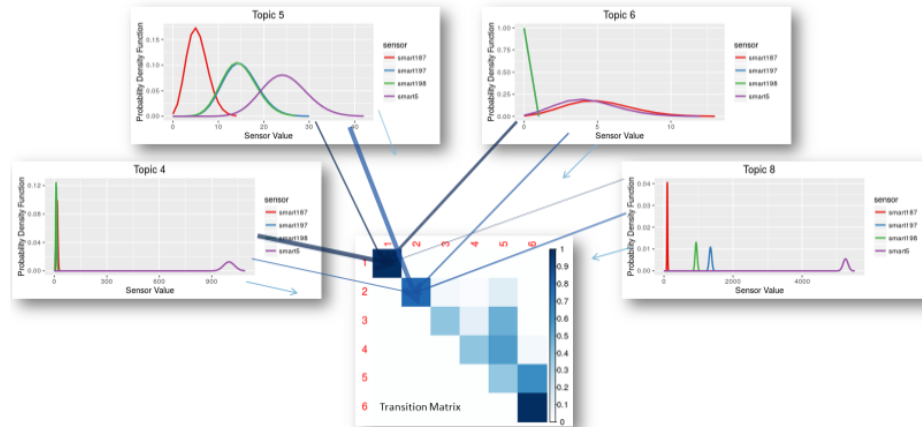 Topic 5
Probability Density Function
0.15
0.10
0.05
0.00
0
20
40
Sensor Value
sensor
smart187
smart197
smart198
smart5
Topic 6
Probability Density Function
1.00
0.75
0.50
0.25
0.00
0
5
10
Sensor Value
sensor
smart187
smart197
smart198
smart5
Topic 4
Probability Density Function
0.12
0.08
0.04
0.00
0
300
600
900
Sensor Value
sensor
smart187
smart197
smart198
smart5
Topic 8
Probability Density Function
0.04
0.03
0.02
0.01
0.00
0
2000
4000
Sensor Value
sensor
smart187
smart197
smart198
smart5
1 2 3 4 5 6
1
2
3
4
5
6
Transition Matrix
1
0.9
0.8
0.7
0.6
0.5
0.4
0.3
0.2
0.1
0